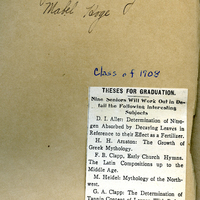 Mabel
Class of 1908
THESES FOR GRADUATION.
Nine Seniors Will Work Out in De-
tail the Following Interesting
Subjects
D. I. Allen: Determination of Nitro-
gen Absorbed by Decaying Leaves in
Reference to their Effect as a Fertilizer.
H. H. Arnston: The Growth of
Greek Mythology.
F. B. Clapp, Early Church Hymns.
The Latin Compositions up to the
Middle Age.
M. Heidel: Mythology of the North-
west.
G. A. Clapp: The Determination of